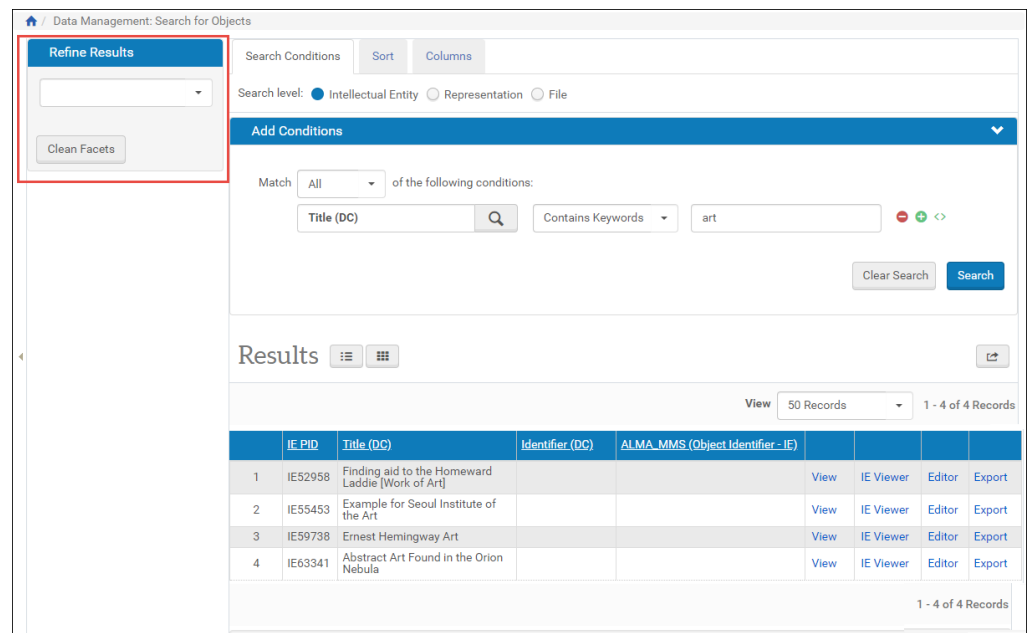 / Data Management: Search for Objects
Refine Results
Clean Facets
Search Conditions Sort Columns
Search level: Intellectual Entity Representation File
Add Conditions
Match All of the following conditions:
Title (DC) Contains Keywords art
Clear Search Search
Results
View 50 Records 1 - 4 of 4 Records
IE PID Title (DC) Identifier (DC) ALMA_MMS (Object Identifier - IE)
1 IE52958 Finding aid to the Homeward
Laddie [Work of Art] View IE Viewer Editor Export
2 IE55453 Example for Seoul Institute of
the Art View IE Viewer Editor Export
3 IE59738 Ernest Hemingway Art View IE Viewer Editor Export
4 IE63341 Abstract Art Found in the Orion
Nebula View IE Viewer Editor Export
1 - 4 of 4 Records